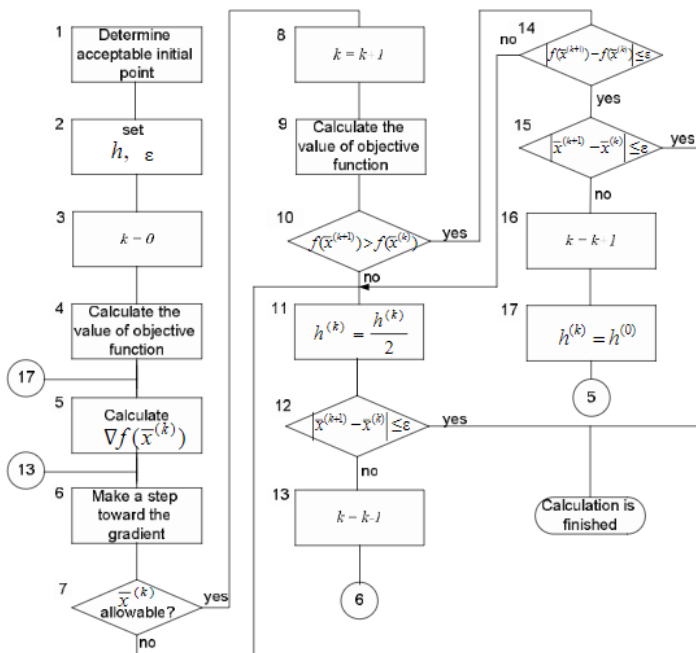 1
Determine
acceptable initial
point
2
set
h, ε
3
k = 0
4
Calculate the
value of objective
function
17
5
Calculate
∇f(x̄⁽ᵏ⁾)
13
6
Make a step
toward the
gradient
7
x̄⁽ᵏ⁾
allowable?
yes
no
8
k = k+1
9
Calculate the
value of objective
function
10
f(x̄⁽ᵏ⁺¹⁾) > f(x̄⁽ᵏ⁾)
yes
no
11
h⁽ᵏ⁾ = h⁽ᵏ⁾/2
12
|x̄⁽ᵏ⁺¹⁾ − x̄⁽ᵏ⁾| ≤ ε
yes
no
13
k = k-1
6
14
no
|f(x̄⁽ᵏ⁺¹⁾) − f(x̄⁽ᵏ⁾)| ≤ ε
yes
15
|x̄⁽ᵏ⁺¹⁾ − x̄⁽ᵏ⁾| ≤ ε
yes
no
16
k = k+1
17
h⁽ᵏ⁾ = h⁽⁰⁾
5
Calculation is
finished